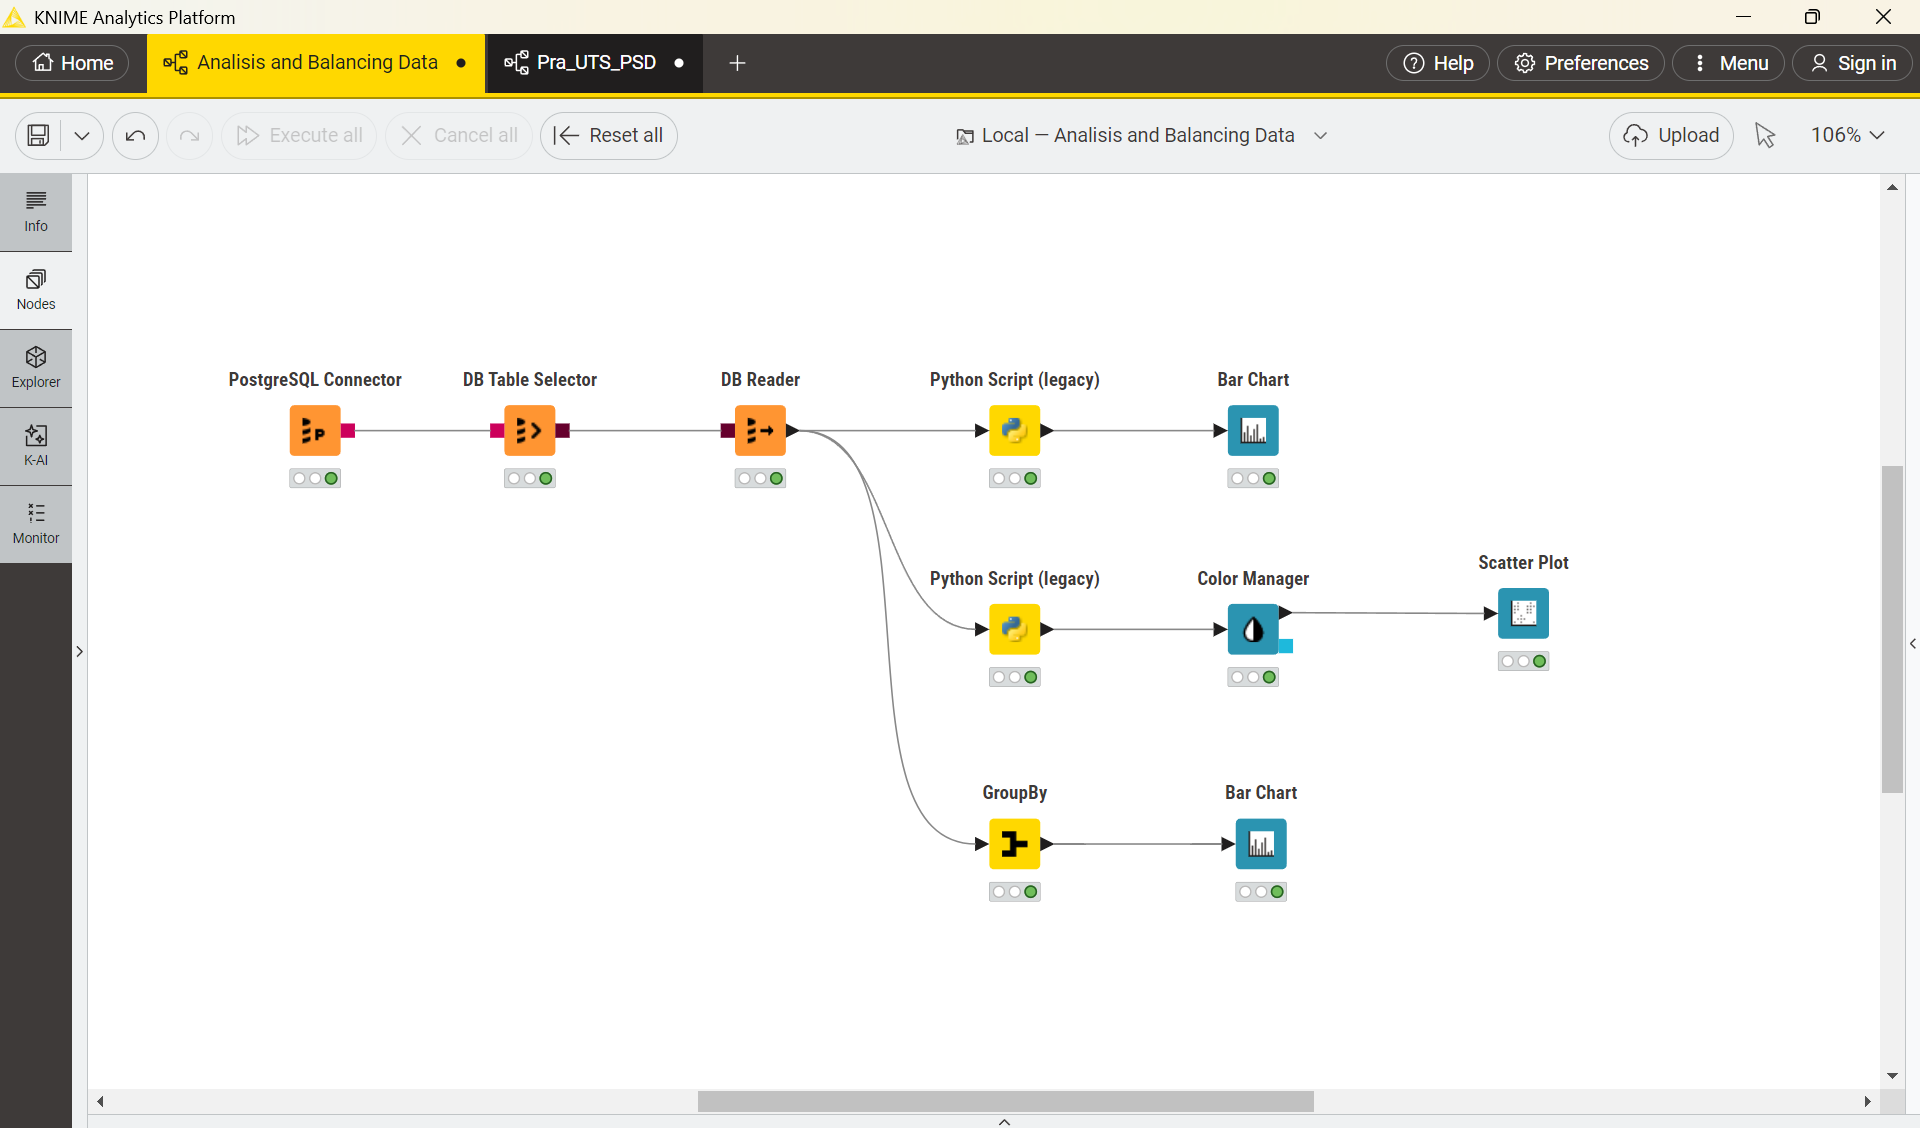 KNIME Analytics Platform
Home
Analisis and Balancing Data
Pra_UTS_PSD
Help
Preferences
Menu
Sign in
Execute all
Cancel all
Reset all
Local — Analisis and Balancing Data
Upload
106%
Info
Nodes
Explorer
K-AI
Monitor
PostgreSQL Connector
DB Table Selector
DB Reader
Python Script (legacy)
Bar Chart
Python Script (legacy)
Color Manager
Scatter Plot
GroupBy
Bar Chart